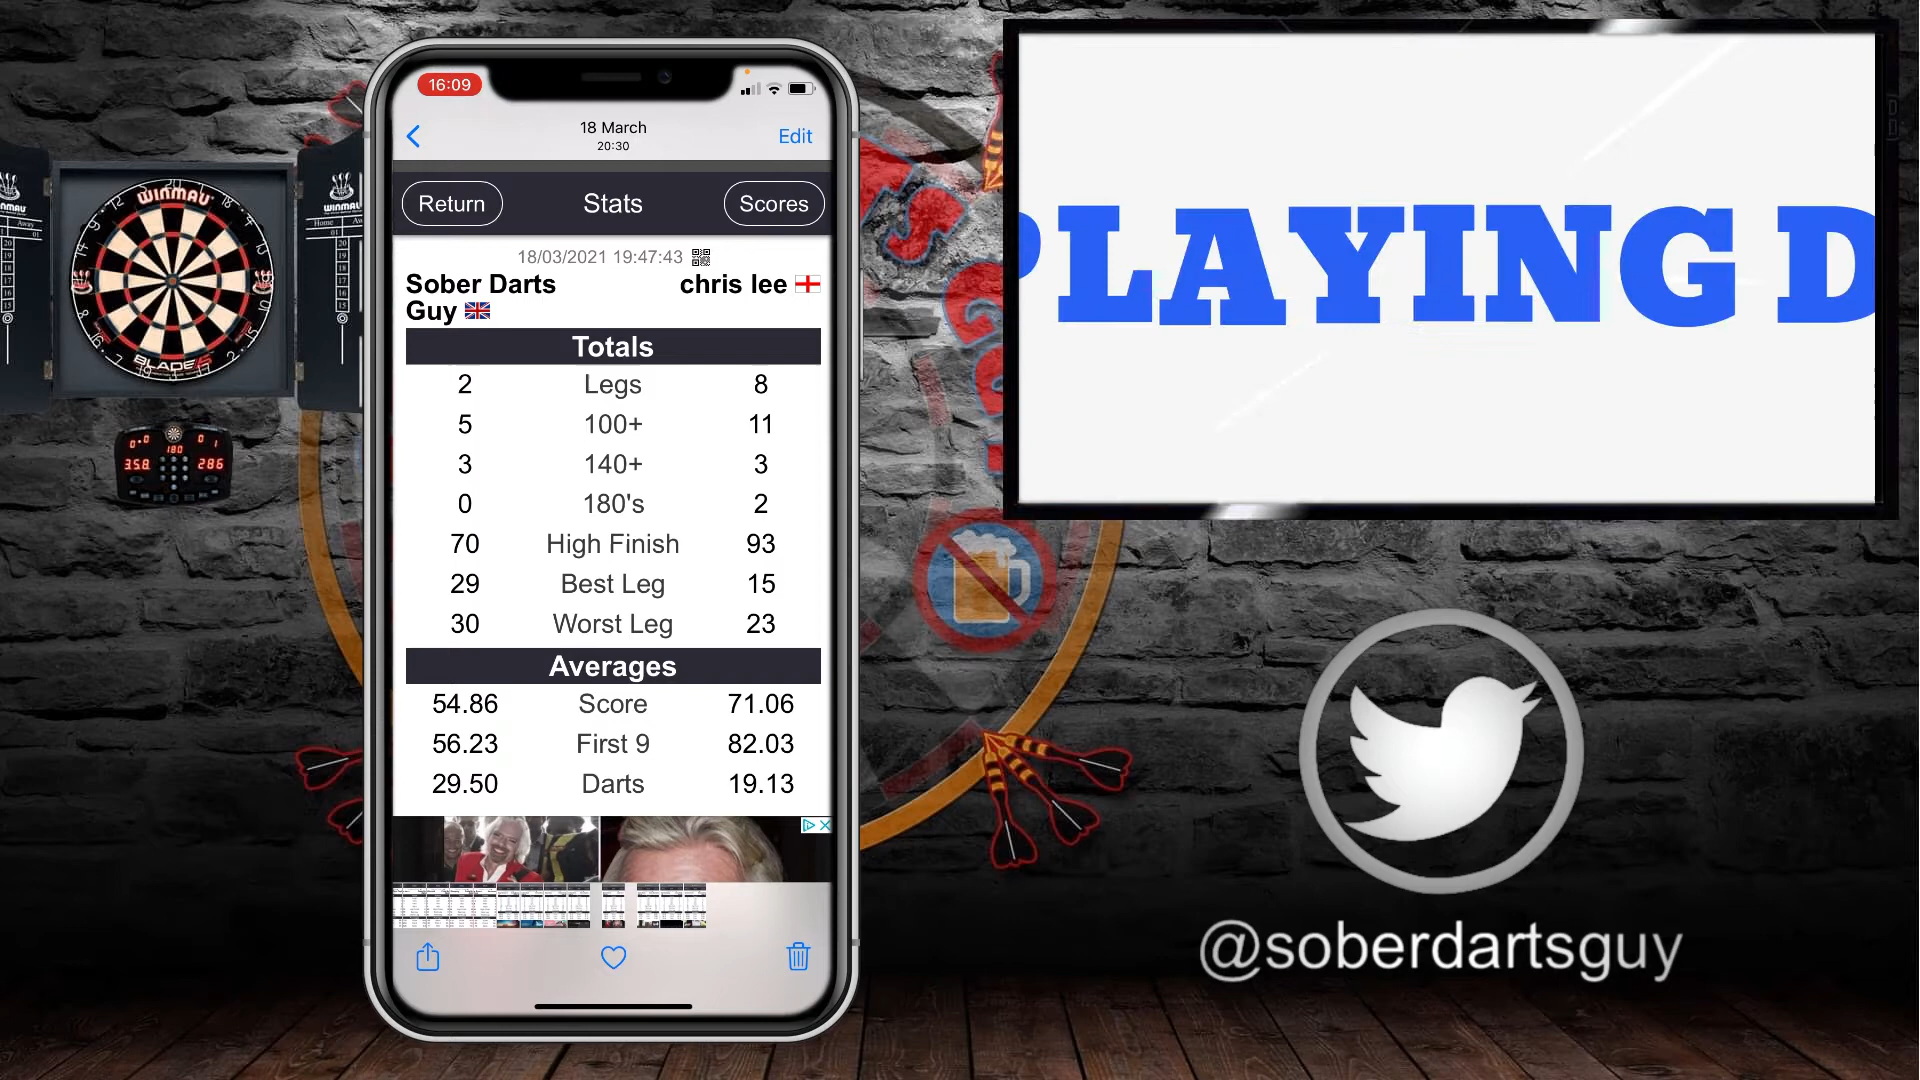 16:09
18 March
20:30
Edit
Return
Stats
Scores
18/03/2021 19:47:43
Sober Darts
Guy
chris lee
Totals
2 Legs 8
5 100+ 11
3 140+ 3
0 180's 2
70 High Finish 93
29 Best Leg 15
30 Worst Leg 23
Averages
54.86 Score 71.06
56.23 First 9 82.03
29.50 Darts 19.13
PLAYING D
@soberdartsguy
WINMAU
BLADE 5
180
358
286